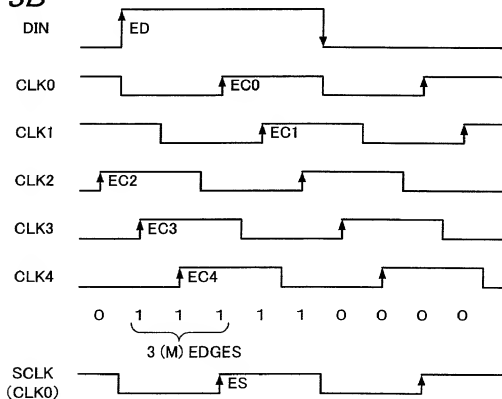 3B
DIN
ED
CLK0
EC0
CLK1
EC1
CLK2
EC2
CLK3
EC3
CLK4
EC4
0 1 1 1 1 1 0 0 0 0
3 (M) EDGES
SCLK
(CLK0)
ES